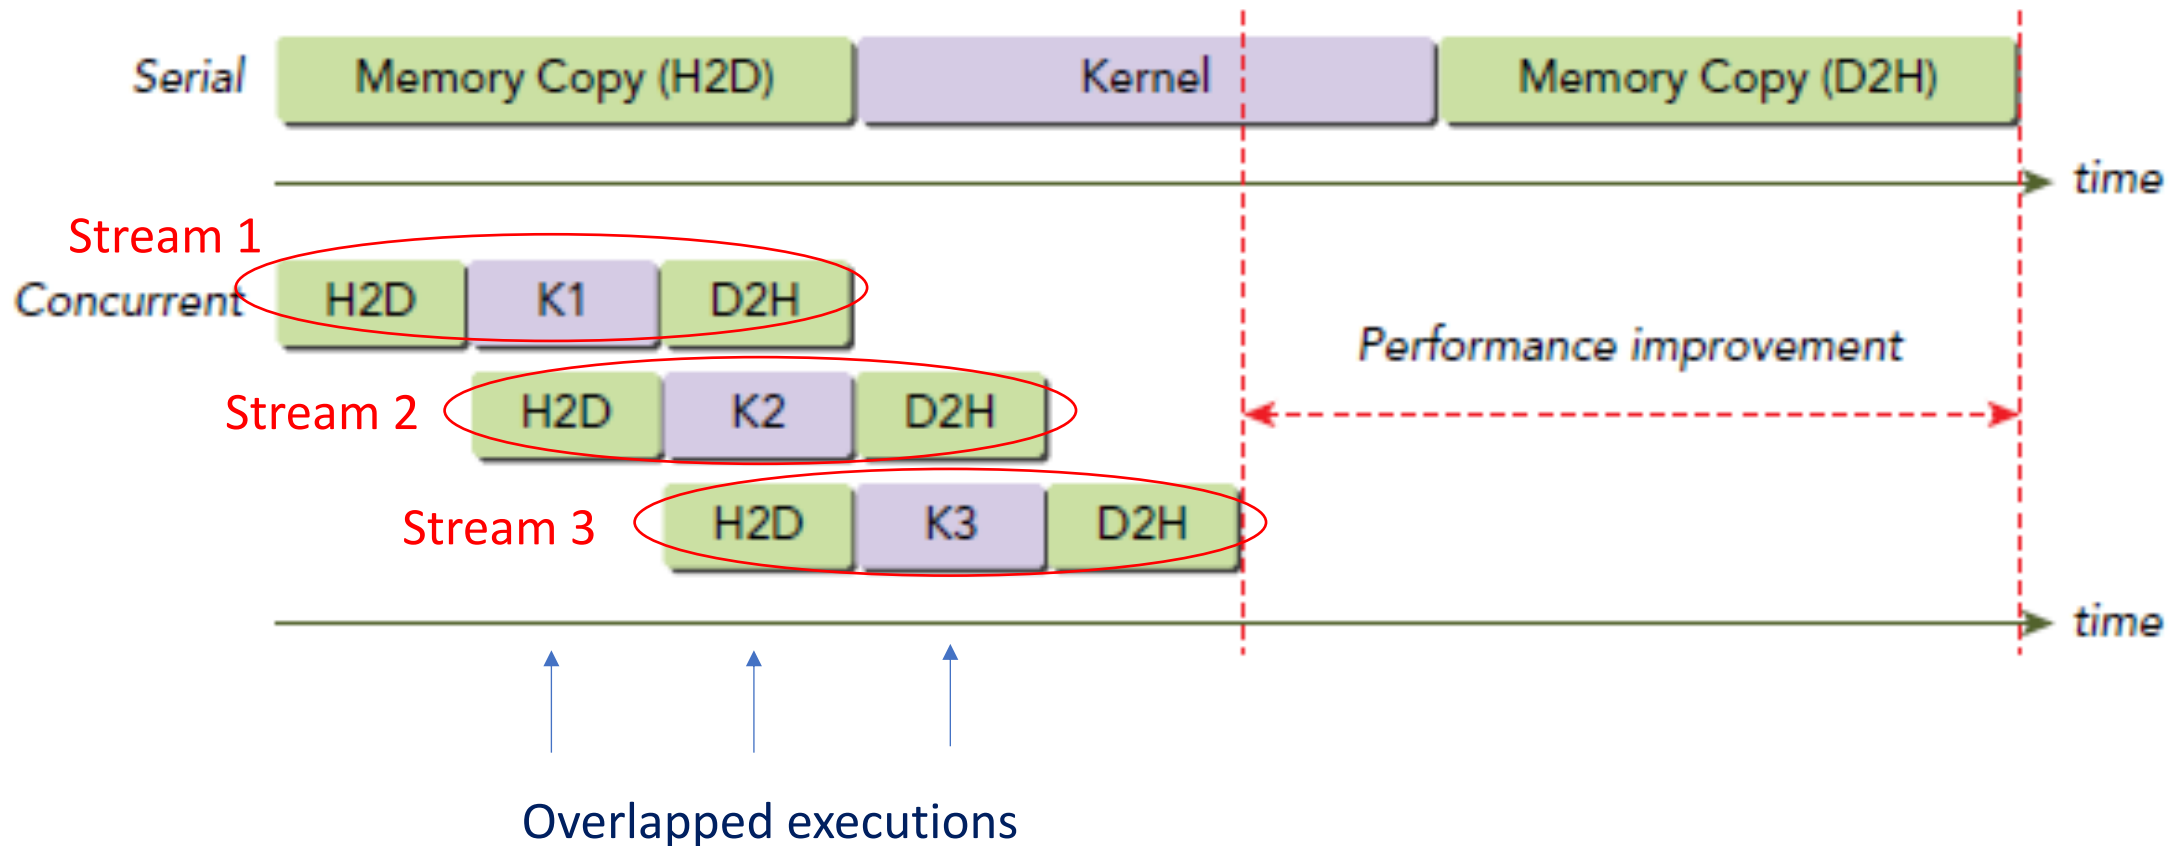 Serial Memory Copy (H2D) Kernel Memory Copy (D2H)
time
Stream 1
Concurrent H2D K1 D2H
Performance improvement
Stream 2 H2D K2 D2H
Stream 3 H2D K3 D2H
time
Overlapped executions